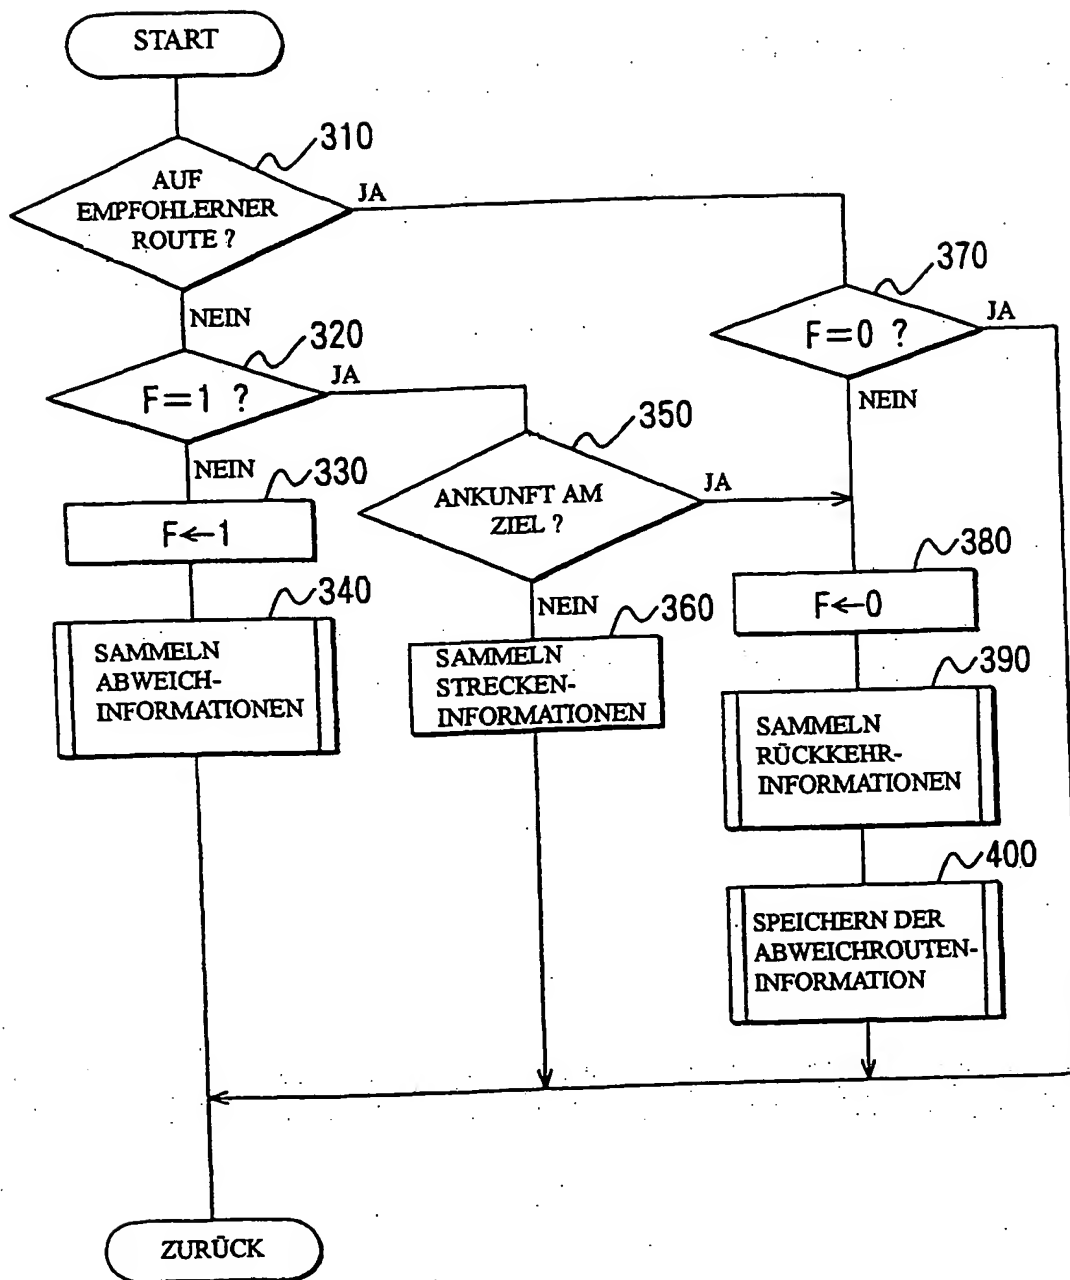 START
310
AUF
EMPFOHLERNER
ROUTE ?
JA
NEIN
370
F=0 ?
JA
NEIN
320
F=1 ?
JA
NEIN
350
ANKUNFT AM
ZIEL ?
JA
NEIN
330
F←1
340
SAMMELN
ABWEICH-
INFORMATIONEN
360
SAMMELN
STRECKEN-
INFORMATIONEN
380
F←0
390
SAMMELN
RÜCKKEHR-
INFORMATIONEN
400
SPEICHERN DER
ABWEICHROUTEN-
INFORMATION
ZURÜCK